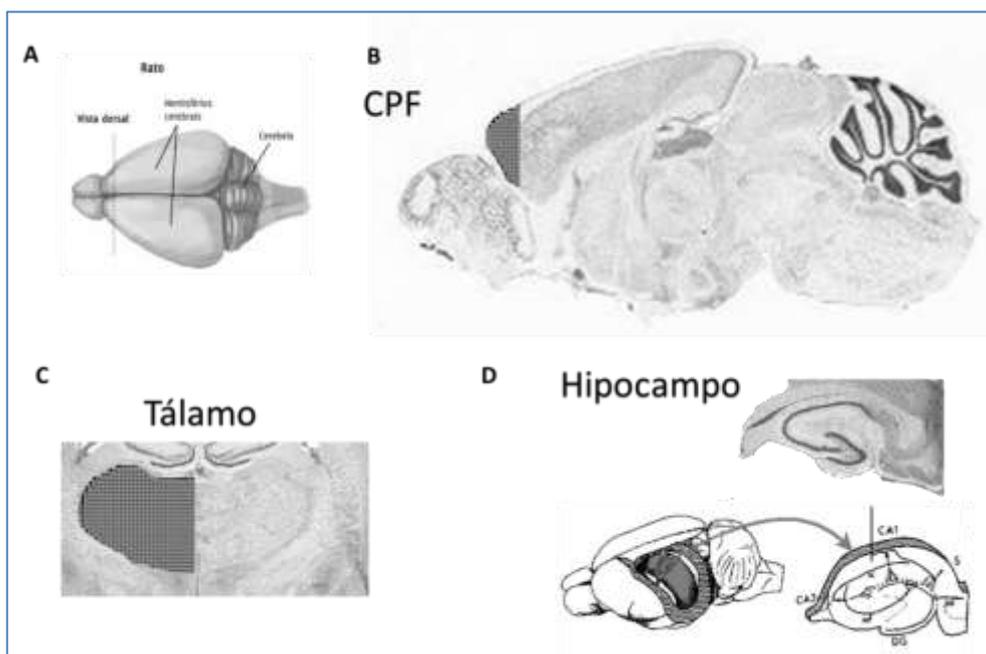 A
Rato
Vista dorsal
Hemisférios
cerebrais
Cerebelo
B
CPF
C
Tálamo
D
Hipocampo
CA1
CA3
S
DG